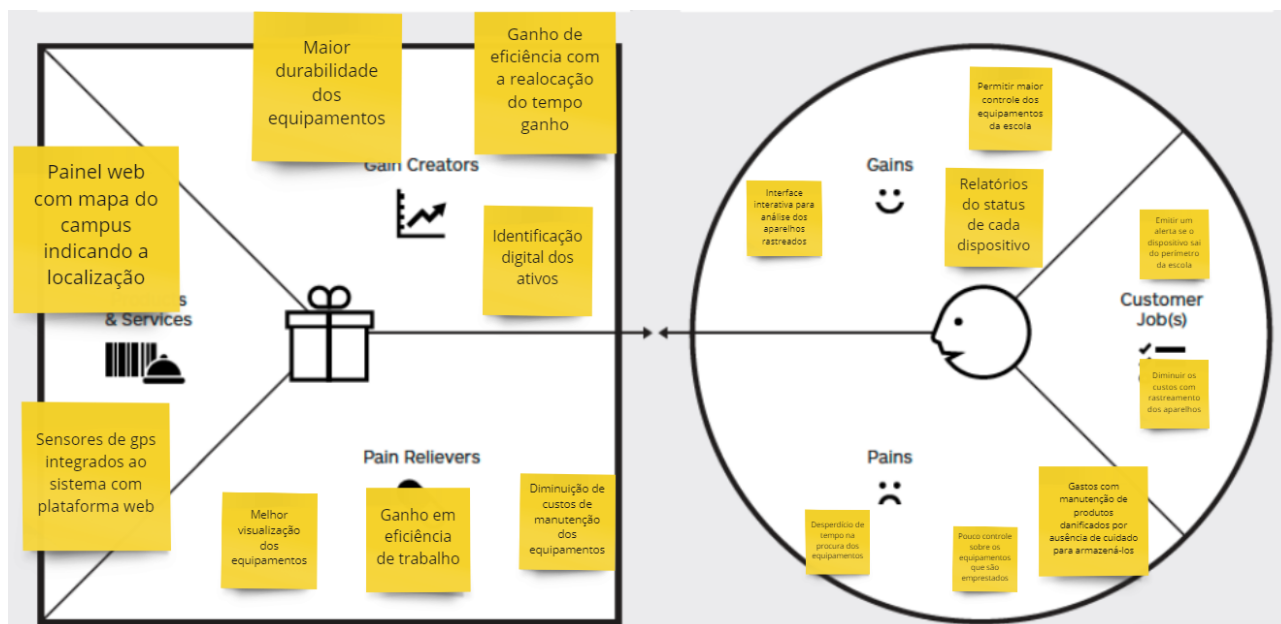 Maior
durabilidade
dos
equipamentos
Ganho de
eficiência com
a realocação
do tempo
ganho
Gain Creators
Painel web
com mapa do
campus
indicando a
localização
Identificação
digital dos
ativos
& Services
Sensores de gps
integrados ao
sistema com
plataforma web
Pain Relievers
Melhor
visualização
dos
equipamentos
Ganho em
eficiência
de trabalho
Diminuição de
custos de
manutenção
dos
equipamentos
Permitir maior
controle dos
equipamentos
da escola
Gains
Interface
interativa para
análise dos
aparelhos
rastreados
Relatórios
do status
de cada
dispositivo
Emitir um
alerta se o
dispositivo sai
do perímetro
da escola
Customer
Job(s)
Diminuir os
custos com
rastreamento
dos aparelhos
Pains
Desperdício de
tempo na
procura dos
equipamentos
Pouco controle
sobre os
equipamentos
que são
emprestados
Gastos com
manutenção de
produtos
danificados por
ausência de cuidado
para armazená-los